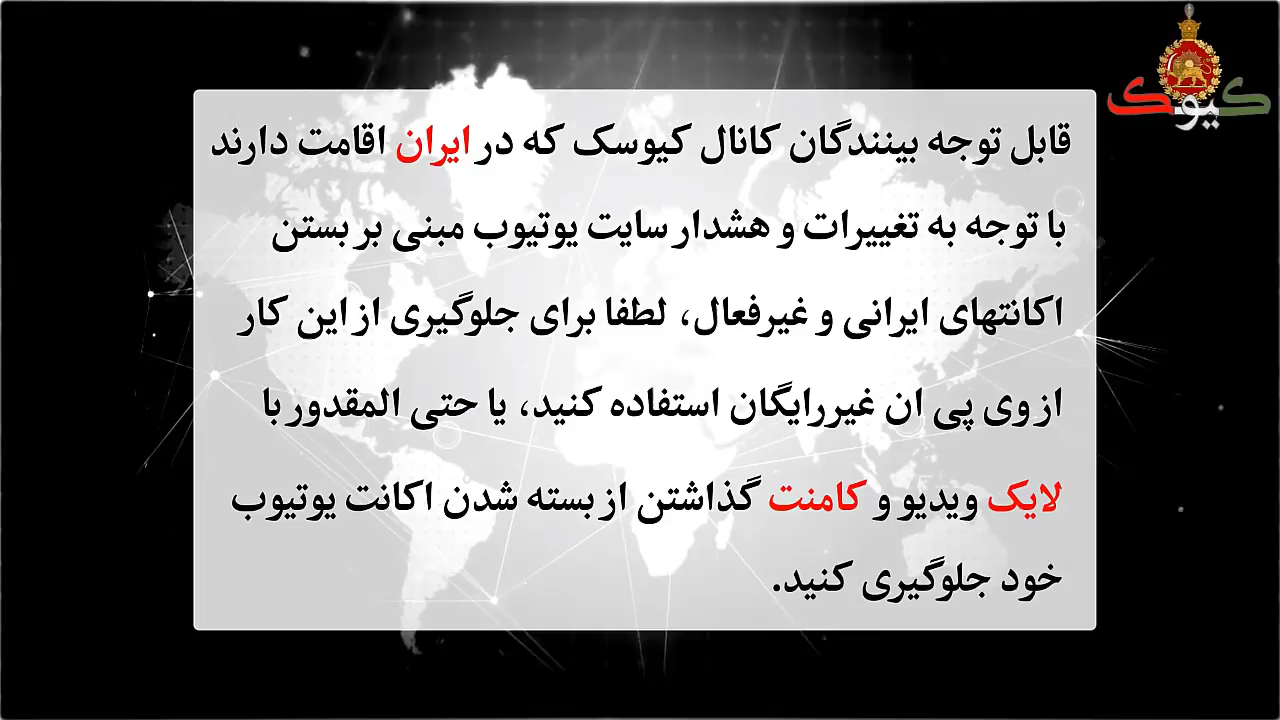 کیوسک
قابل توجه بینندگان کانال کیوسک که در ایران اقامت دارند
با توجه به تغییرات و هشدار سایت یوتیوب مبنی بر بستن
اکانتهای ایرانی و غیرفعال، لطفا برای جلوگیری از این کار
از وی پی ان غیررایگان استفاده کنید، یا حتی المقدور با
لایک ویدیو و کامنت گذاشتن از بسته شدن اکانت یوتیوب
خود جلوگیری کنید.